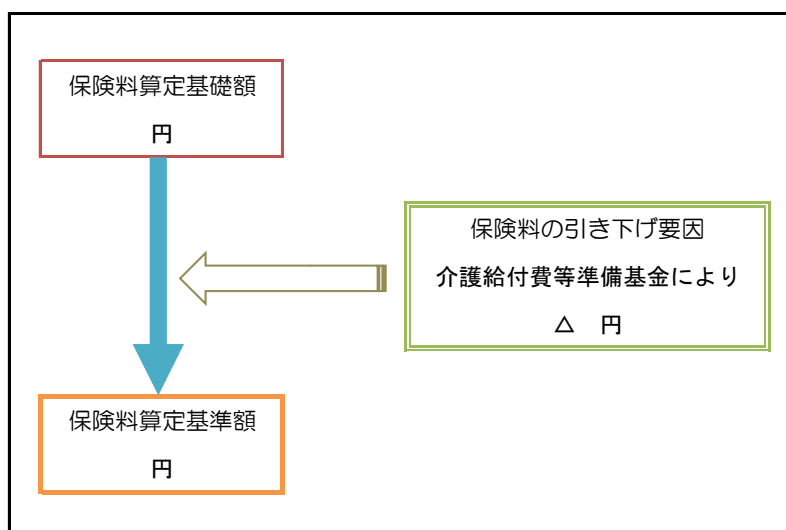 保険料算定基礎額
円
保険料の引き下げ要因
介護給付費等準備基金により
△　円
保険料算定基準額
円